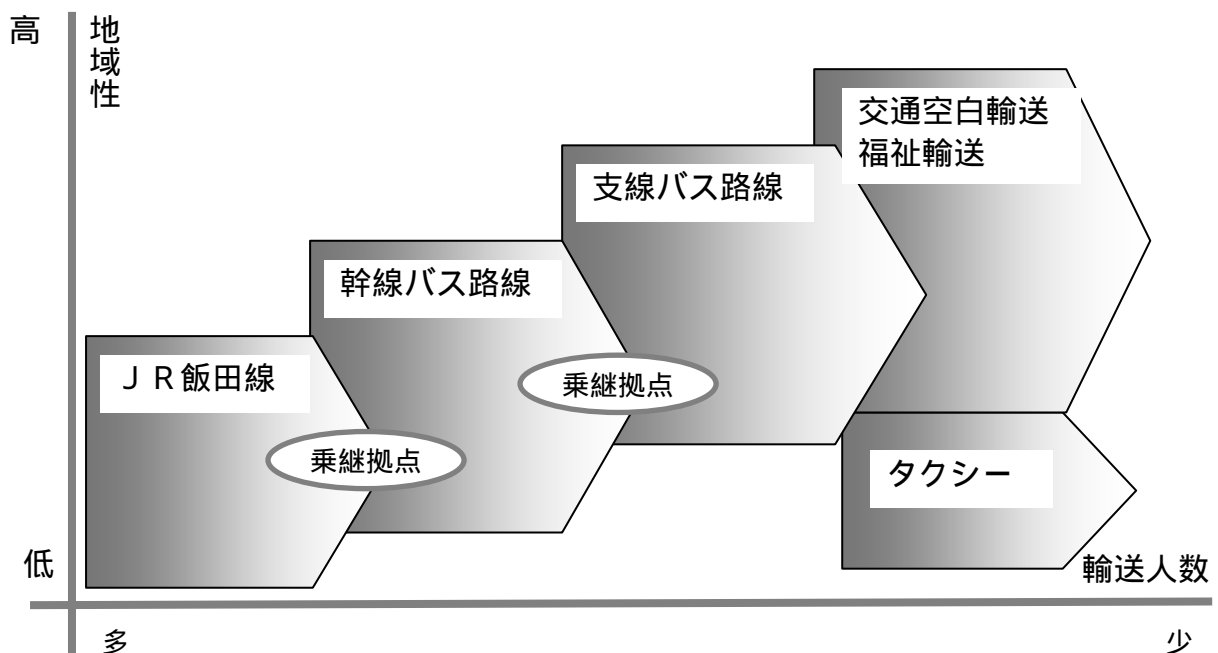 高
地域性
交通空白輸送
福祉輸送
支線バス路線
幹線バス路線
ＪＲ飯田線
乗継拠点
乗継拠点
タクシー
低
輸送人数
多
少